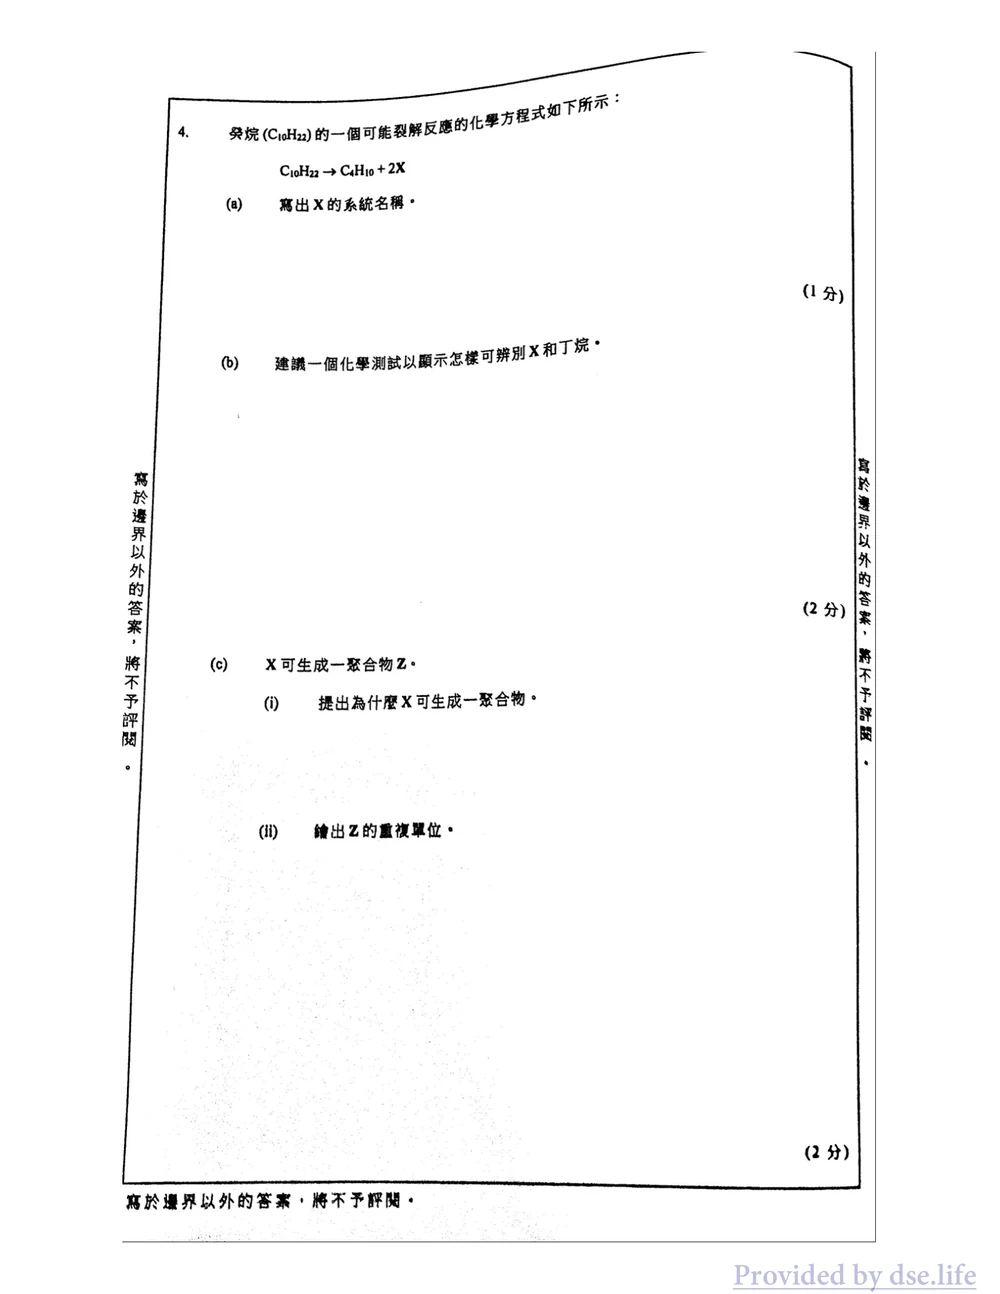 4. 癸烷 (C₁₀H₂₂) 的一個可能裂解反應的化學方程式如下所示：
C₁₀H₂₂ → C₄H₁₀ + 2X
(a) 寫出 X 的系統名稱。
(1 分)
(b) 建議一個化學測試以顯示怎樣可辨別 X 和丁烷。
(2 分)
(c) X 可生成一聚合物 Z。
(i) 提出為什麼 X 可生成一聚合物。
(ii) 繪出 Z 的重複單位。
(2 分)
寫於邊界以外的答案，將不予評閱。
寫於邊界以外的答案，將不予評閱。
寫於邊界以外的答案，將不予評閱。
Provided by dse.life